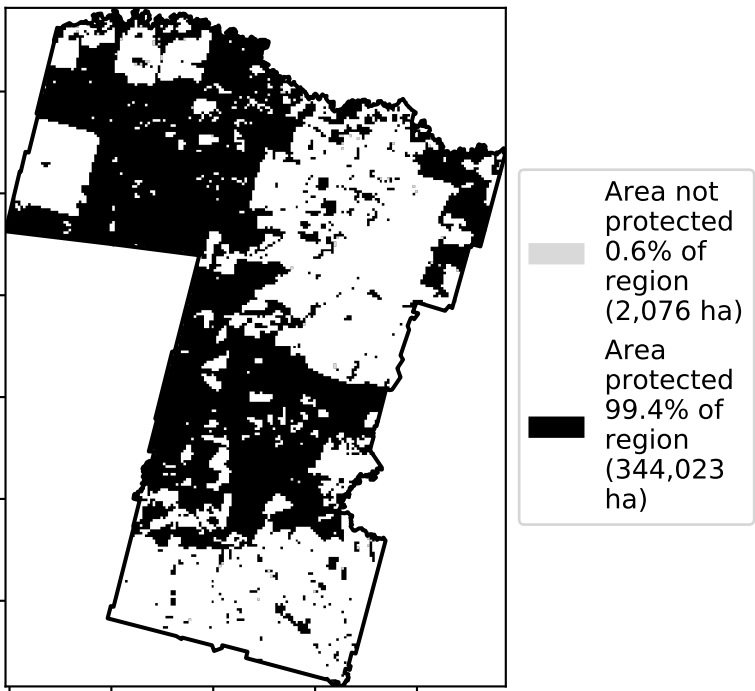 Area not
protected
0.6% of
region
(2,076 ha)
Area
protected
99.4% of
region
(344,023
ha)